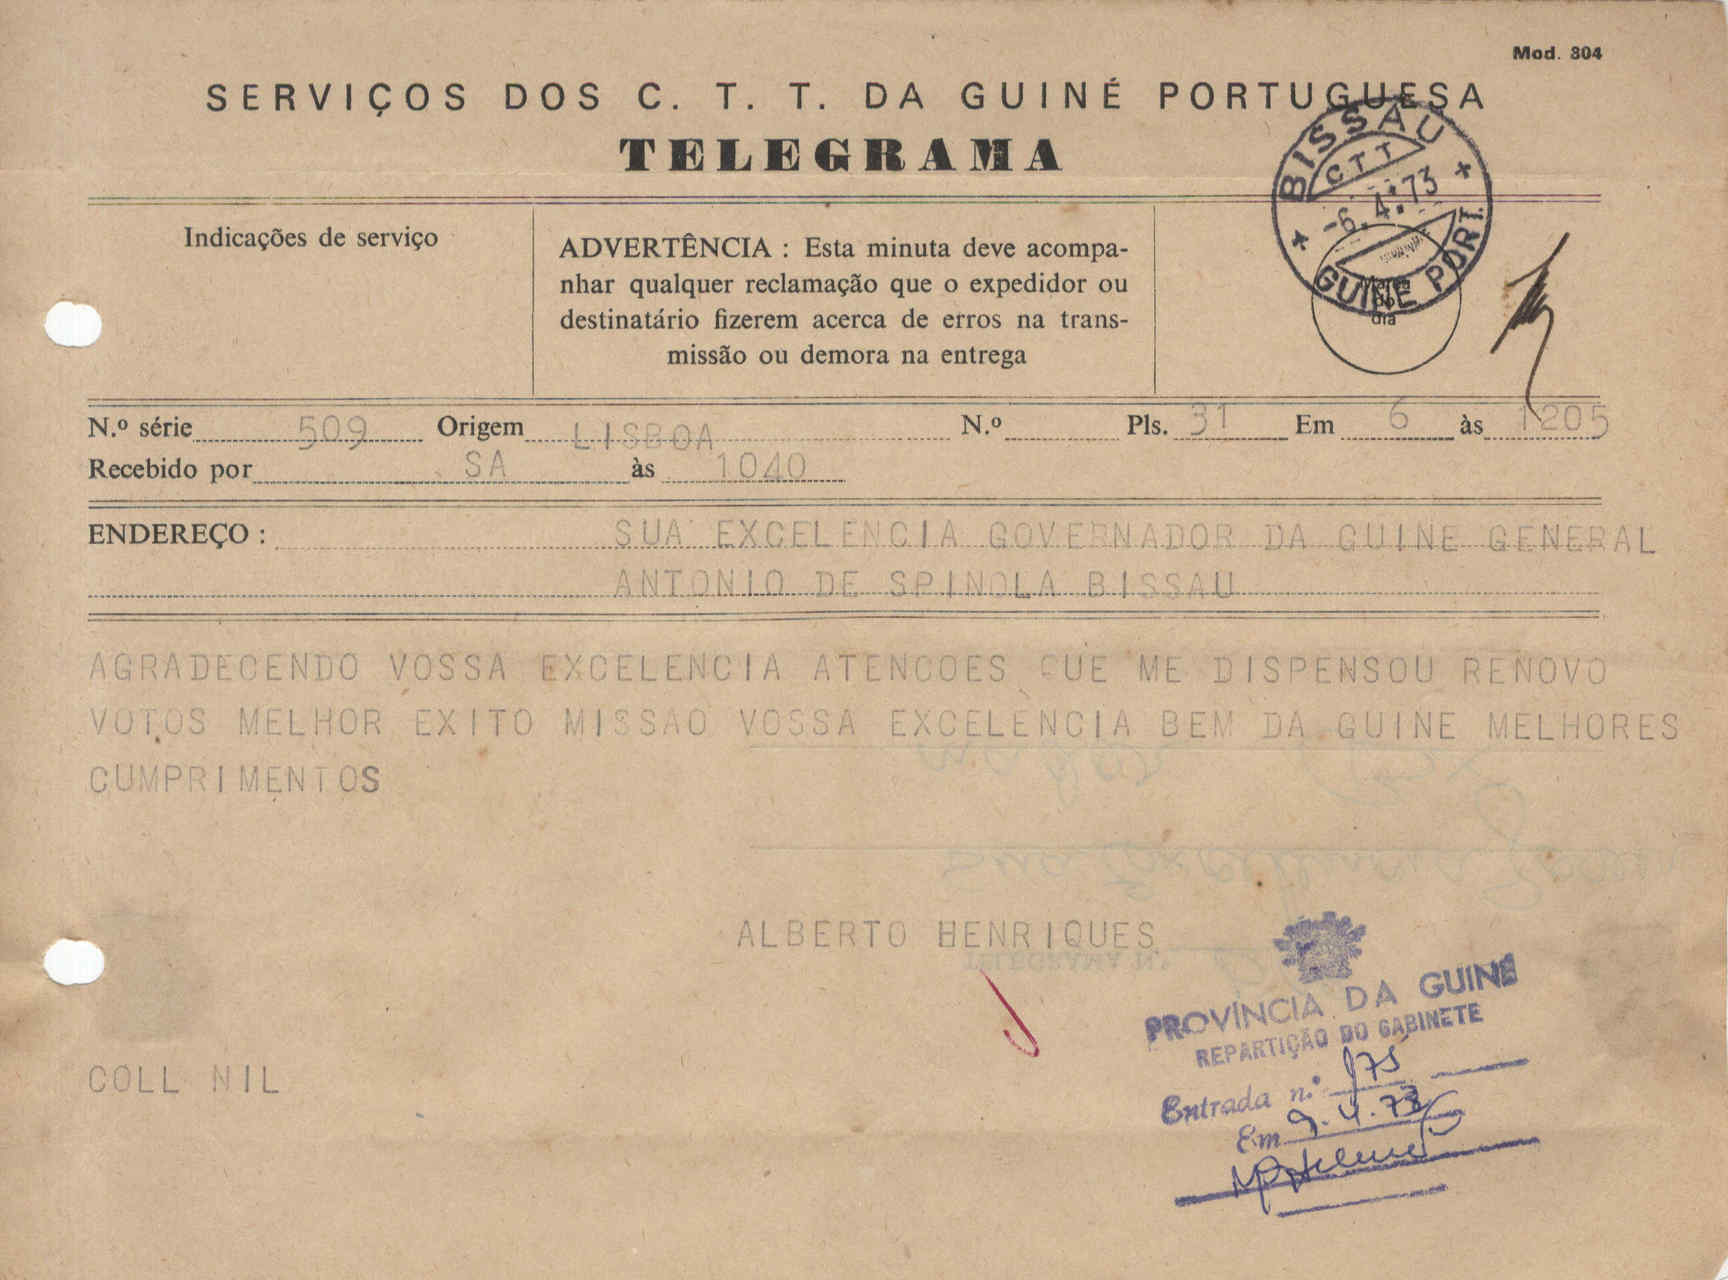 Mod. 304
SERVIÇOS DOS C. T. T. DA GUINÉ PORTUGUESA
TELEGRAMA
BISSAU
CTT
-6. 4.73
GUINÉ PORT.
Indicações de serviço
ADVERTÊNCIA : Esta minuta deve acompa-
nhar qualquer reclamação que o expedidor ou
destinatário fizerem acerca de erros na trans-
missão ou demora na entrega
do
dia
N.º série 509 Origem LISBOA N.º Pls. 31 Em 6 às 1205
Recebido por SA às 1040
ENDEREÇO : SUA EXCELENCIA GOVERNADOR DA GUINE GENERAL
ANTONIO DE SPINOLA BISSAU
AGRADECENDO VOSSA EXCELENCIA ATENCOES QUE ME DISPENSOU RENOVO
VOTOS MELHOR EXITO MISSAO VOSSA EXCELENCIA BEM DA GUINE MELHORES
CUMPRIMENTOS
ALBERTO HENRIQUES
PROVÍNCIA DA GUINÉ
REPARTIÇÃO DO GABINETE
Entrada n.º 175
Em 9.4.73
COLL NIL